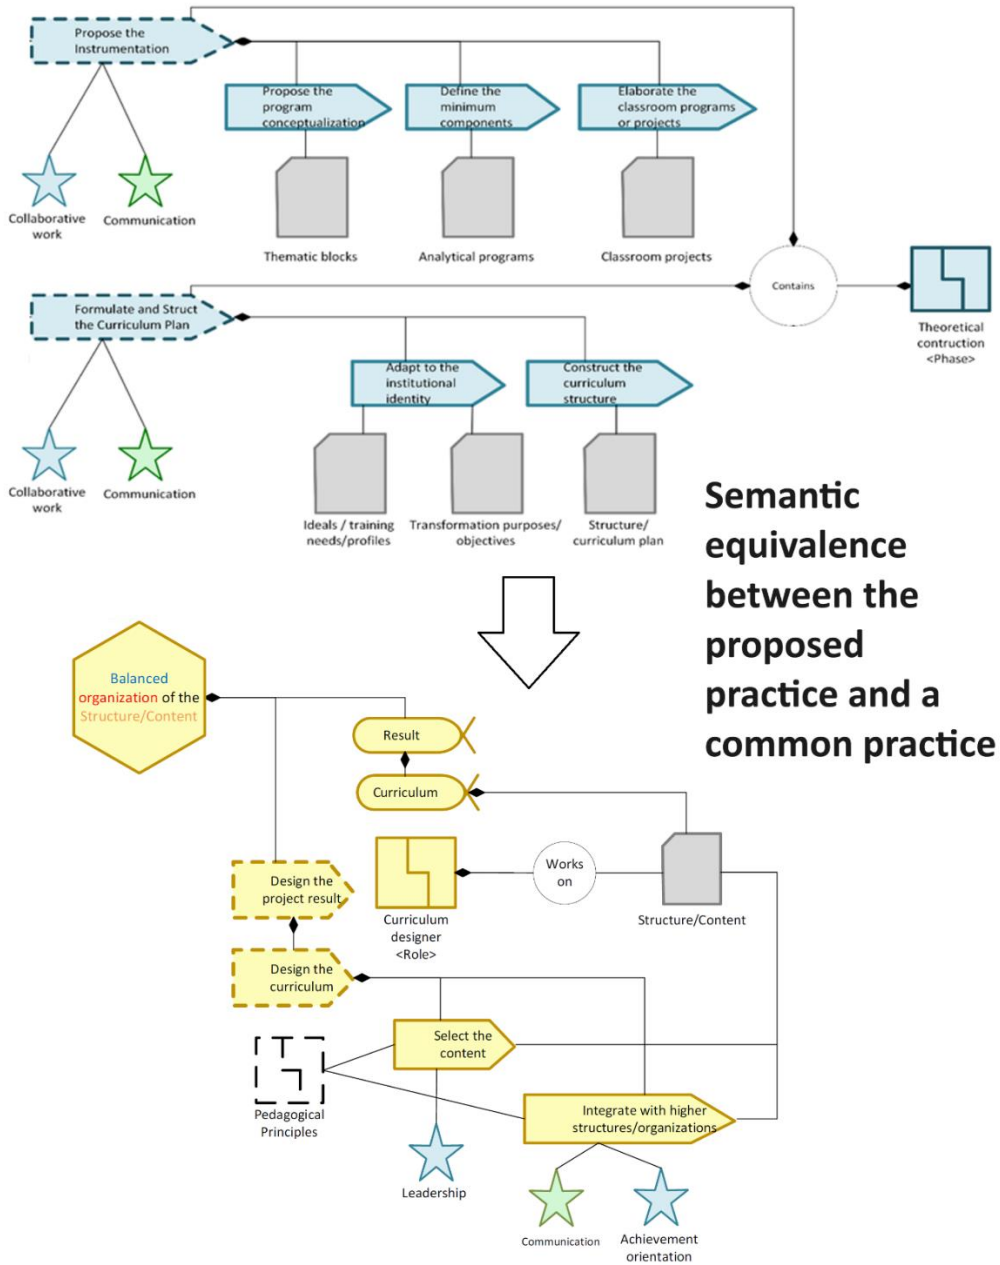 Propose the
Instrumentation
Propose the
program
conceptualization
Define the
minimum
components
Elaborate the
classroom programs
or projects
Collaborative
work
Communication
Thematic blocks
Analytical programs
Classroom projects
Contains
Theoretical
contruction
<Phase>
Formulate and Struct
the Curriculum Plan
Adapt to the
institutional
identity
Construct the
curriculum
structure
Collaborative
work
Communication
Ideals / training
needs/profiles
Transformation purposes/
objectives
Structure/
curriculum plan
Semantic
equivalence
between the
proposed
practice and a
common practice
Balanced
organization of the
Structure/Content
Result
Curriculum
Design the
project result
Curriculum
designer
<Role>
Works
on
Structure/Content
Design the
curriculum
Select the
content
Pedagogical
Principles
Integrate with higher
structures/organizations
Leadership
Communication
Achievement
orientation